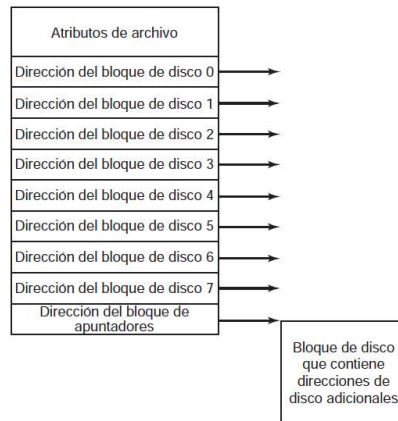 Atributos de archivo
Dirección del bloque de disco 0
Dirección del bloque de disco 1
Dirección del bloque de disco 2
Dirección del bloque de disco 3
Dirección del bloque de disco 4
Dirección del bloque de disco 5
Dirección del bloque de disco 6
Dirección del bloque de disco 7
Dirección del bloque de
apuntadores
Bloque de disco
que contiene
direcciones de
disco adicionales